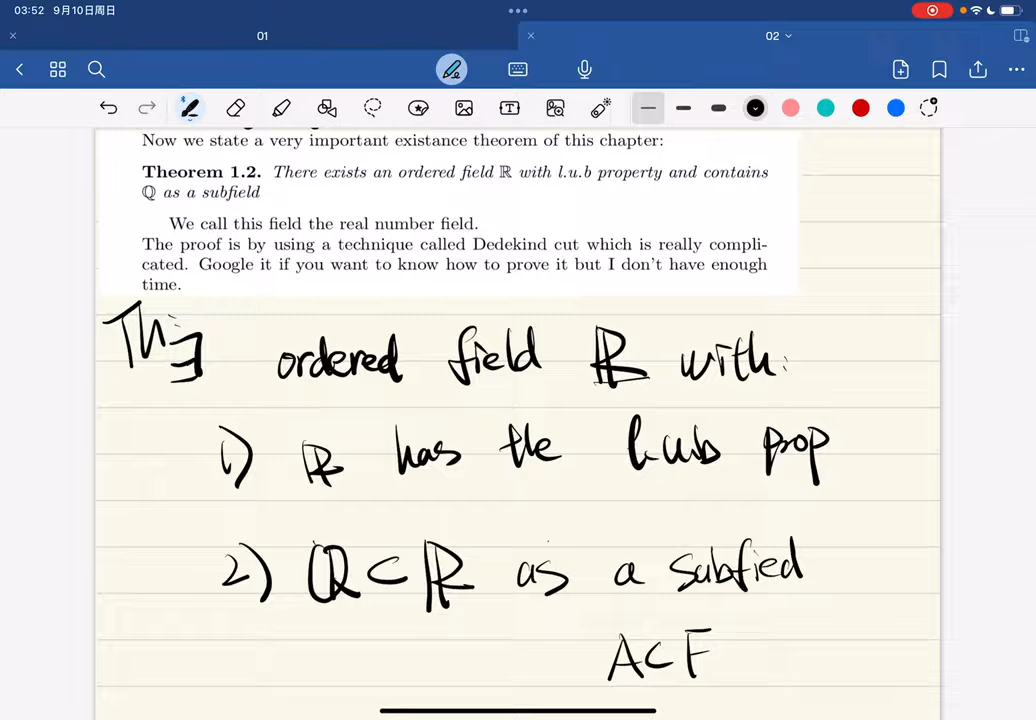 03:52 9月10日周日
01
02
Now we state a very important existance theorem of this chapter:
Theorem 1.2. There exists an ordered field ℝ with l.u.b property and contains
ℚ as a subfield
We call this field the real number field.
The proof is by using a technique called Dedekind cut which is really compli-
cated. Google it if you want to know how to prove it but I don't have enough
time.
Th: ∃ ordered field ℝ with:
1) ℝ has the l.u.b prop
2) ℚ ⊂ ℝ as a subfied
A ⊂ F